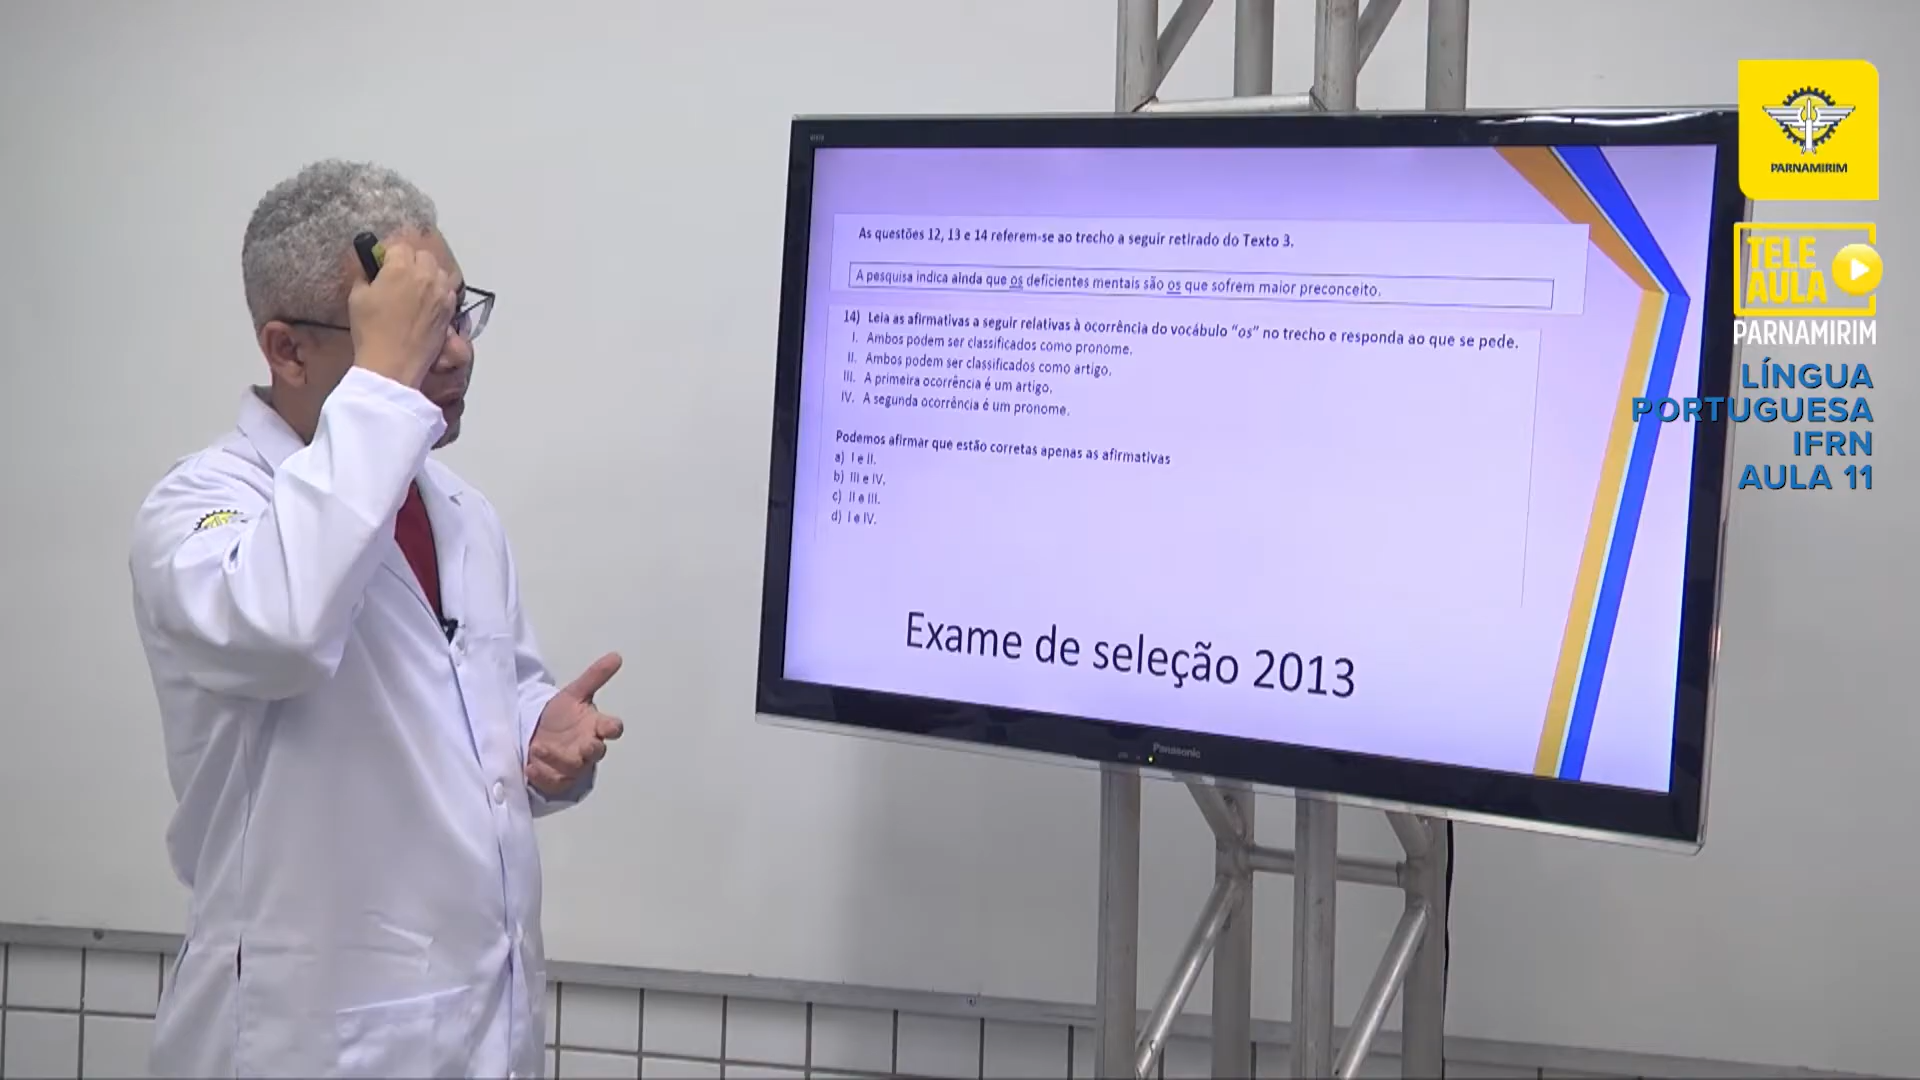 As questões 12, 13 e 14 referem-se ao trecho a seguir retirado do Texto 3.
A pesquisa indica ainda que os deficientes mentais são os que sofrem maior preconceito.
14) Leia as afirmativas a seguir relativas à ocorrência do vocábulo "os" no trecho e responda ao que se pede.
I. Ambos podem ser classificados como pronome.
II. Ambos podem ser classificados como artigo.
III. A primeira ocorrência é um artigo.
IV. A segunda ocorrência é um pronome.
Podemos afirmar que estão corretas apenas as afirmativas
a) I e II.
b) III e IV.
c) II e III.
d) I e IV.
Exame de seleção 2013
Panasonic
PARNAMIRIM
TELE
AULA
PARNAMIRIM
LÍNGUA
PORTUGUESA
IFRN
AULA 11